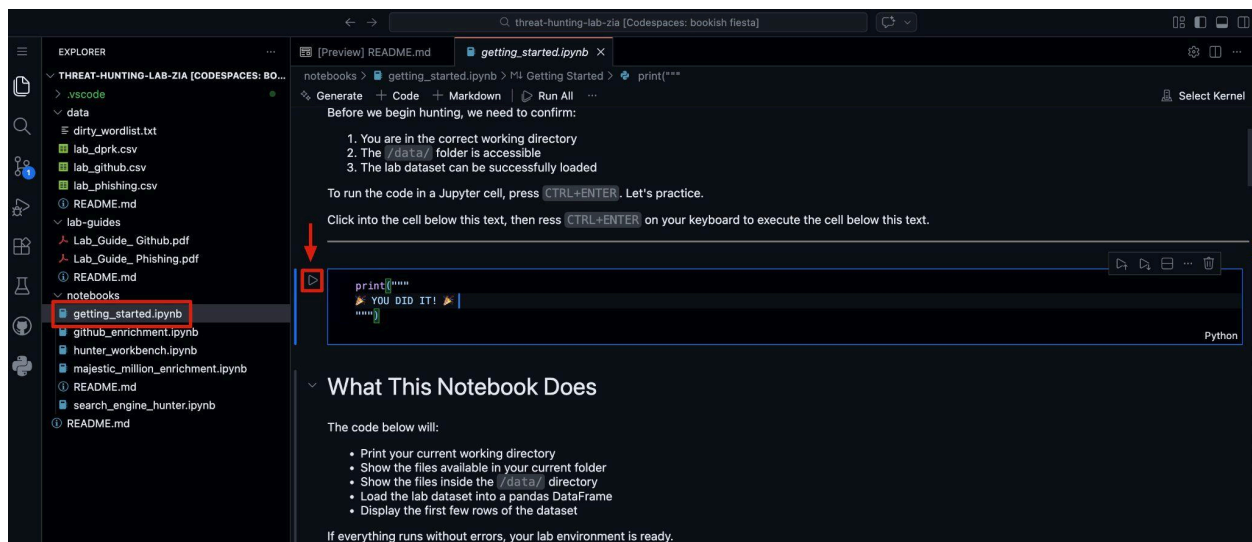 threat-hunting-lab-zia [Codespaces: bookish fiesta]
EXPLORER
THREAT-HUNTING-LAB-ZIA [CODESPACES: BO...
.vscode
data
dirty_wordlist.txt
lab_dprk.csv
lab_github.csv
lab_phishing.csv
README.md
lab-guides
Lab_Guide_ Github.pdf
Lab_Guide_ Phishing.pdf
README.md
notebooks
getting_started.ipynb
github_enrichment.ipynb
hunter_workbench.ipynb
majestic_million_enrichment.ipynb
README.md
search_engine_hunter.ipynb
README.md
1
[Preview] README.md
getting_started.ipynb
notebooks > getting_started.ipynb > M↓ Getting Started > print("""
Generate + Code + Markdown | Run All ...
Select Kernel
Before we begin hunting, we need to confirm:
1. You are in the correct working directory
2. The /data/ folder is accessible
3. The lab dataset can be successfully loaded
To run the code in a Jupyter cell, press CTRL+ENTER. Let's practice.
Click into the cell below this text, then ress CTRL+ENTER on your keyboard to execute the cell below this text.
print("""
🎉 YOU DID IT! 🎉
""")
Python
What This Notebook Does
The code below will:
• Print your current working directory
• Show the files available in your current folder
• Show the files inside the /data/ directory
• Load the lab dataset into a pandas DataFrame
• Display the first few rows of the dataset
If everything runs without errors, your lab environment is ready.